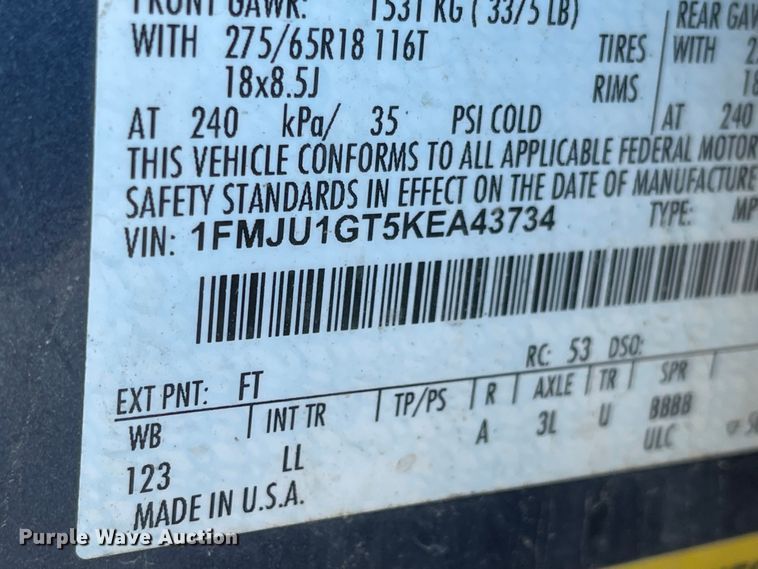 FRONT GAWR: 1531 KG ( 3375 LB)
REAR
WITH 275/65R18 116T TIRES
WITH
18x8.5J RIMS
AT 240 kPa/ 35 PSI COLD
AT 240
THIS VEHICLE CONFORMS TO ALL APPLICABLE FEDERAL MOTOR
SAFETY STANDARDS IN EFFECT ON THE DATE OF MANUFACTURE
VIN: 1FMJU1GT5KEA43734
TYPE:
RC: 53 DSO:
EXT PNT: FT
WB INT TR TP/PS R AXLE TR SPR
123 LL A 3L U 8888
ULC
MADE IN U.S.A.
Purple Wave Auction